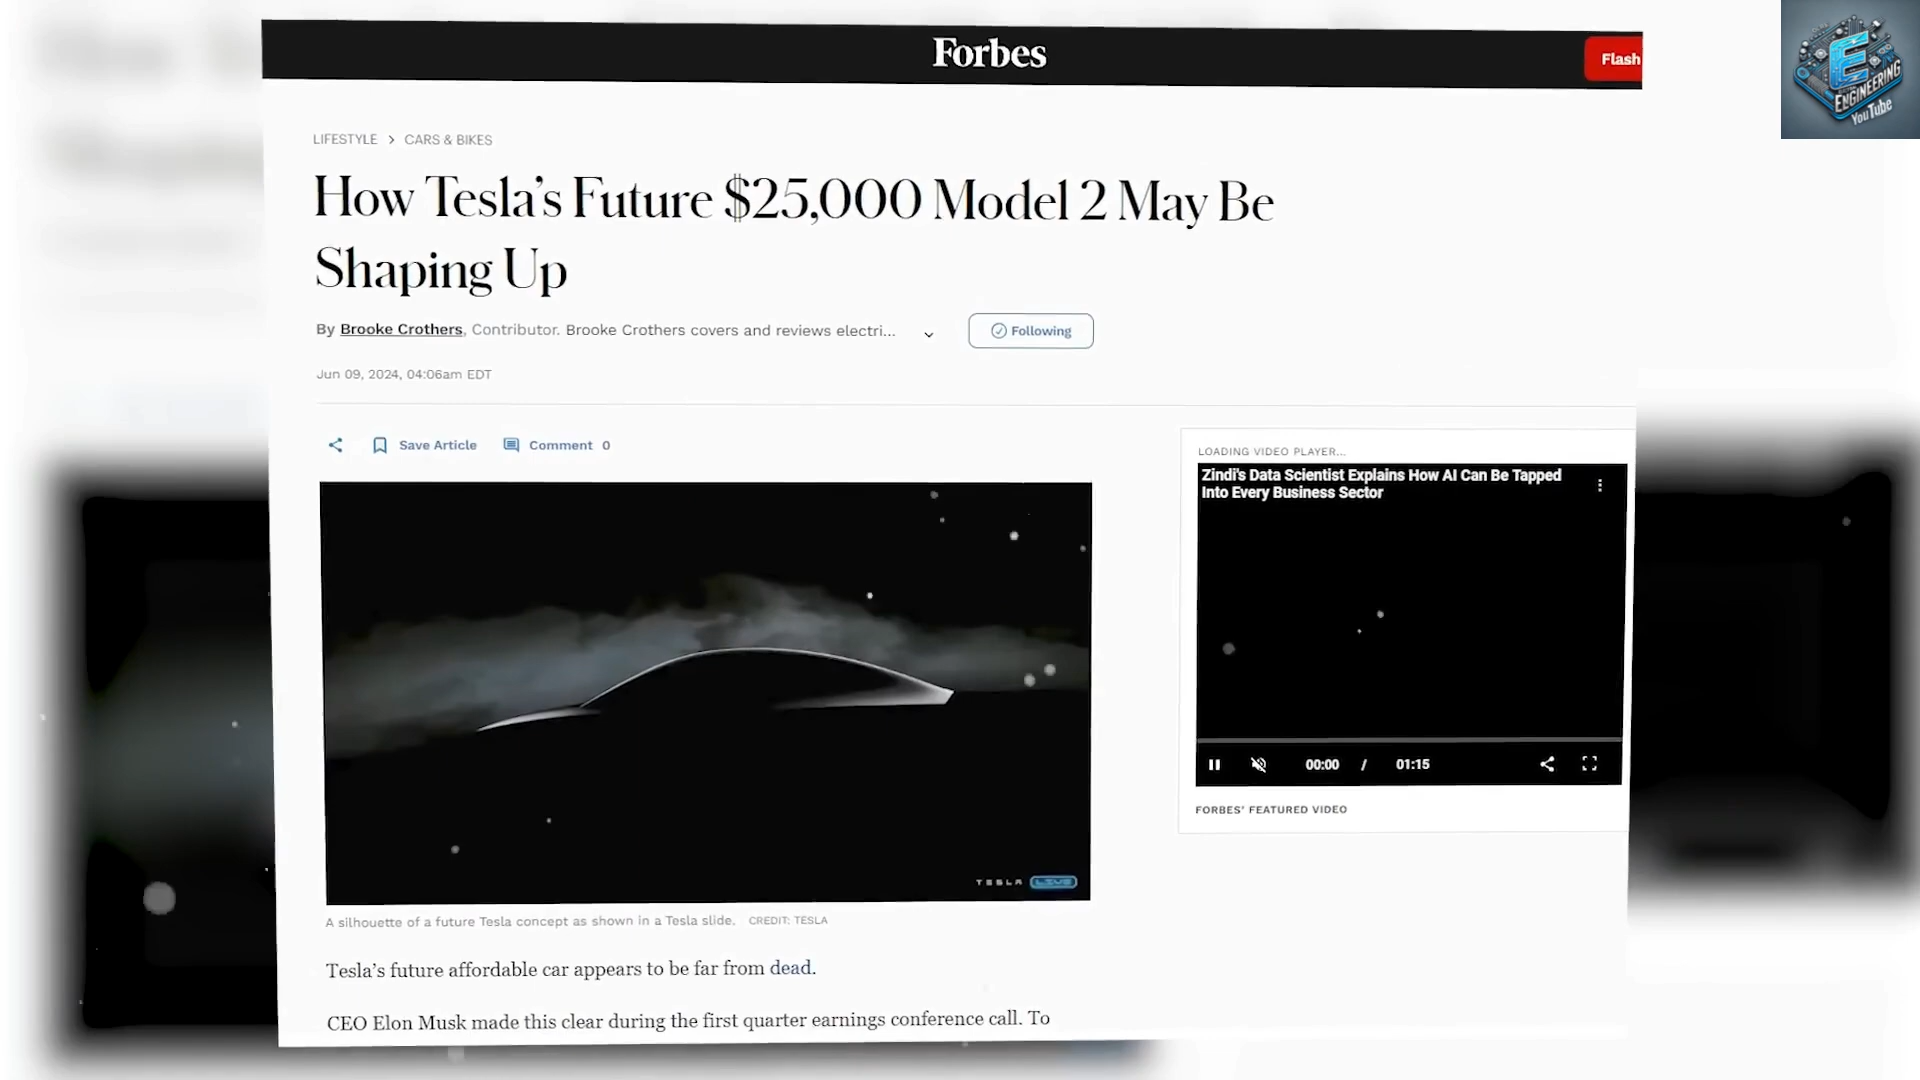 Forbes
Flash
E
ENGINEERING
YouTube
LIFESTYLE > CARS & BIKES
How Tesla's Future $25,000 Model 2 May Be
Shaping Up
By Brooke Crothers, Contributor. Brooke Crothers covers and reviews electri...
Following
Jun 09, 2024, 04:06am EDT
Save Article
Comment 0
LOADING VIDEO PLAYER...
Zindi's Data Scientist Explains How AI Can Be Tapped
Into Every Business Sector
00:00 / 01:15
FORBES' FEATURED VIDEO
TESLA LIVE
A silhouette of a future Tesla concept as shown in a Tesla slide. CREDIT: TESLA
Tesla's future affordable car appears to be far from dead.
CEO Elon Musk made this clear during the first quarter earnings conference call. To